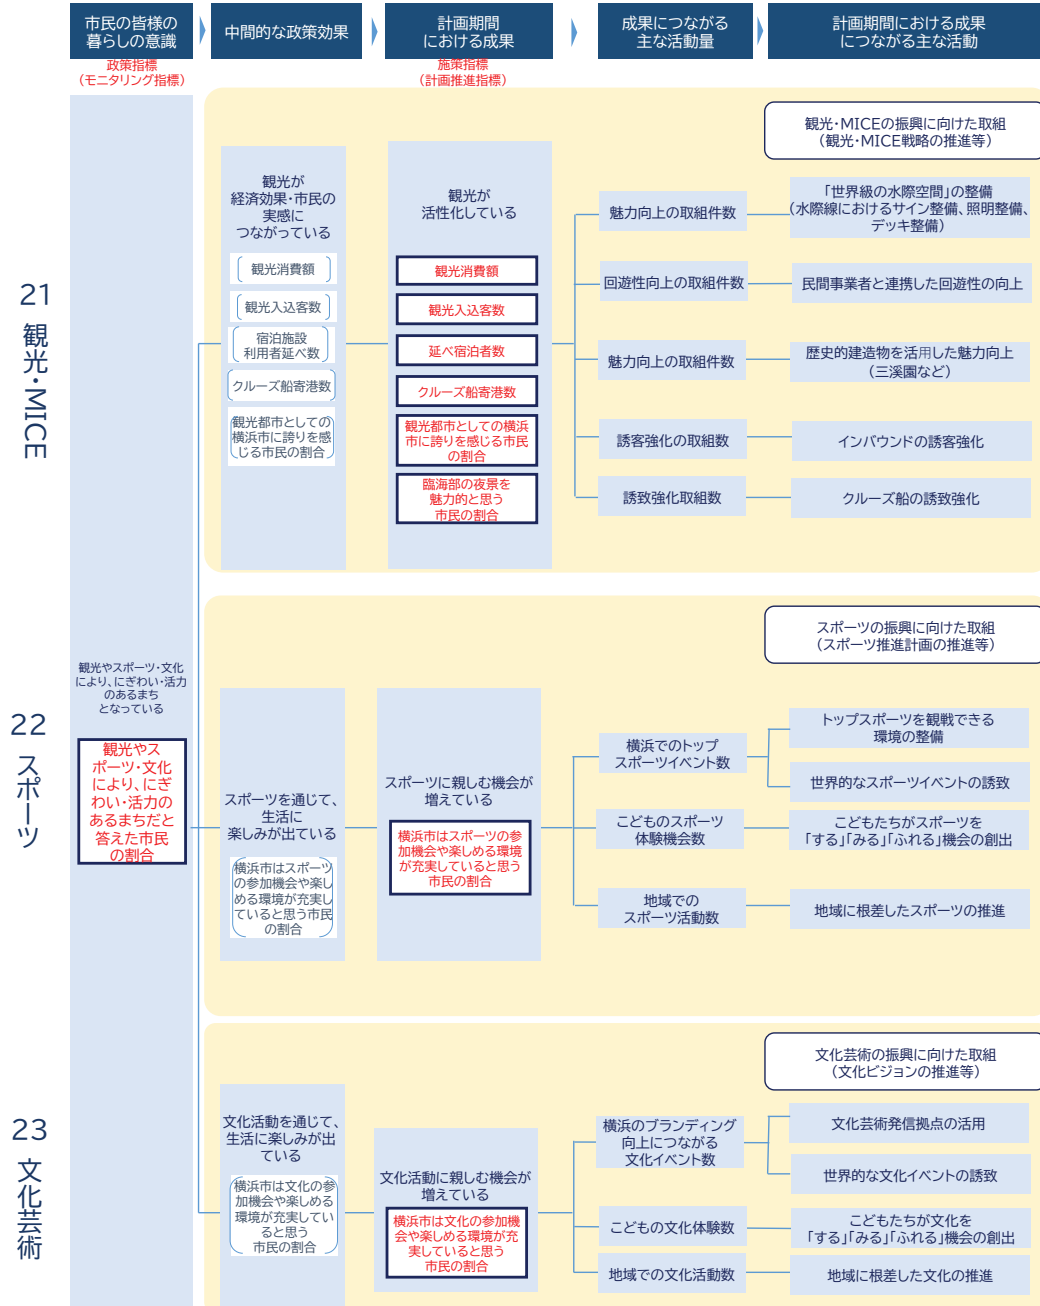 市民の皆様の
暮らしの意識
中間的な政策効果
計画期間
における成果
成果につながる
主な活動量
計画期間における成果
につながる主な活動
政策指標
（モニタリング指標）
施策指標
（計画推進指標）
21
観光・MICE
観光・MICEの振興に向けた取組
（観光・MICE戦略の推進等）
観光が
経済効果・市民の
実感に
つながっている
観光消費額
観光入込客数
宿泊施設
利用者延べ数
クルーズ船寄港数
観光都市としての
横浜市に誇りを感
じる市民の割合
観光が
活性化している
観光消費額
観光入込客数
延べ宿泊者数
クルーズ船寄港数
観光都市としての横浜
市に誇りを感じる市民
の割合
臨海部の夜景を
魅力的と思う
市民の割合
魅力向上の取組件数
「世界級の水際空間」の整備
（水際線におけるサイン整備、照明整備、
デッキ整備）
回遊性向上の取組件数
民間事業者と連携した回遊性の向上
魅力向上の取組件数
歴史的建造物を活用した魅力向上
（三溪園など）
誘客強化の取組数
インバウンドの誘客強化
誘致強化取組数
クルーズ船の誘致強化
観光やスポーツ・文化
により、にぎわい・活力
のあるまち
となっている
観光やス
ポーツ・文化
により、にぎ
わい・活力の
あるまちだと
答えた市民
の割合
22
スポーツ
スポーツの振興に向けた取組
（スポーツ推進計画の推進等）
スポーツを通じて、
生活に
楽しみが出ている
横浜市はスポーツ
の参加機会や楽し
める環境が充実し
ていると思う市民
の割合
スポーツに親しむ機会が
増えている
横浜市はスポーツの参
加機会や楽しめる環境
が充実していると思う
市民の割合
横浜でのトップ
スポーツイベント数
トップスポーツを観戦できる
環境の整備
世界的なスポーツイベントの誘致
こどものスポーツ
体験機会数
こどもたちがスポーツを
「する」「みる」「ふれる」機会の創出
地域での
スポーツ活動数
地域に根差したスポーツの推進
23
文化芸術
文化芸術の振興に向けた取組
（文化ビジョンの推進等）
文化活動を通じて、
生活に楽しみが出
ている
横浜市は文化の参
加機会や楽しめる
環境が充実してい
ると思う
市民の割合
文化活動に親しむ機会が
増えている
横浜市は文化の参加機
会や楽しめる環境が充
実していると思う
市民の割合
横浜のブランディング
向上につながる
文化イベント数
文化芸術発信拠点の活用
世界的な文化イベントの誘致
こどもの文化体験数
こどもたちが文化を
「する」「みる」「ふれる」機会の創出
地域での文化活動数
地域に根差した文化の推進